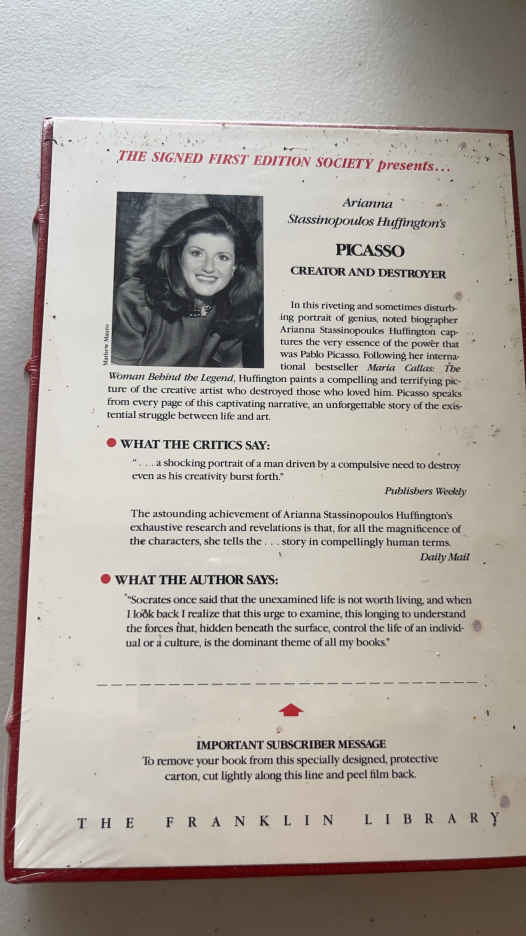 THE SIGNED FIRST EDITION SOCIETY presents...
Arianna
Stassinopoulos Huffington's
PICASSO
CREATOR AND DESTROYER
Mathew Mauro
In this riveting and sometimes disturb-
ing portrait of genius, noted biographer
Arianna Stassinopoulos Huffington cap-
tures the very essence of the power that
was Pablo Picasso. Following her interna-
tional bestseller Maria Callas: The
Woman Behind the Legend, Huffington paints a compelling and terrifying pic-
ture of the creative artist who destroyed those who loved him. Picasso speaks
from every page of this captivating narrative, an unforgettable story of the exis-
tential struggle between life and art.
WHAT THE CRITICS SAY:
". . . a shocking portrait of a man driven by a compulsive need to destroy
even as his creativity burst forth."
Publishers Weekly
The astounding achievement of Arianna Stassinopoulos Huffington's
exhaustive research and revelations is that, for all the magnificence of
the characters, she tells the . . . story in compellingly human terms.
Daily Mail
WHAT THE AUTHOR SAYS:
"Socrates once said that the unexamined life is not worth living, and when
I look back I realize that this urge to examine, this longing to understand
the forces that, hidden beneath the surface, control the life of an individ-
ual or a culture, is the dominant theme of all my books."
IMPORTANT SUBSCRIBER MESSAGE
To remove your book from this specially designed, protective
carton, cut lightly along this line and peel film back.
THE FRANKLIN LIBRARY